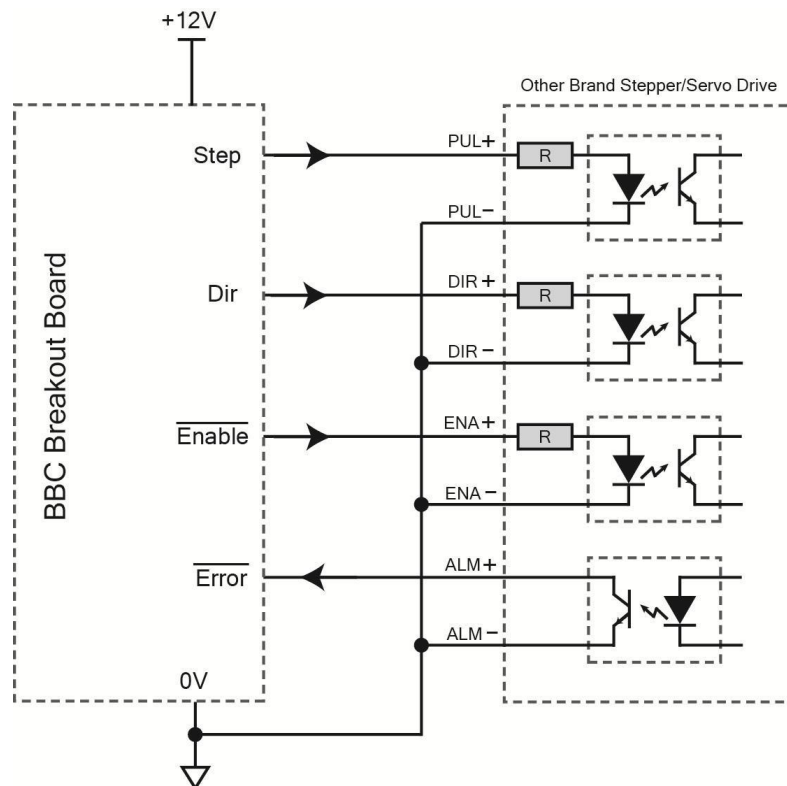 +12V
Other Brand Stepper/Servo Drive
BBC Breakout Board
Step
PUL+
R
PUL−
Dir
DIR+
R
DIR−
Enable
ENA+
R
ENA−
Error
ALM+
ALM−
0V